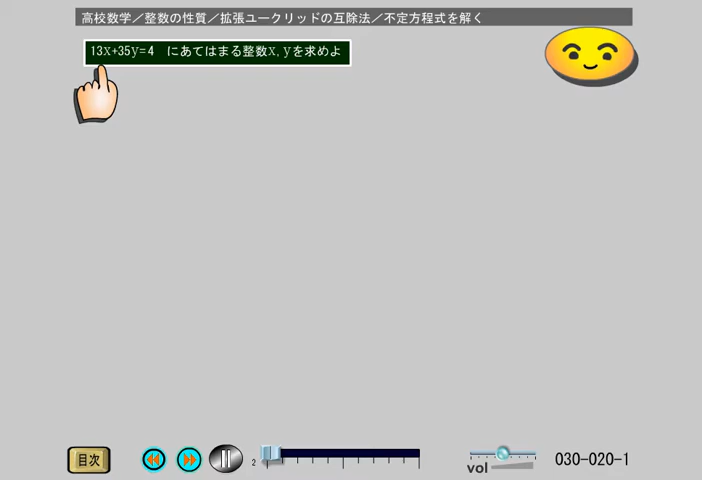 高校数学／整数の性質／拡張ユークリッドの互除法／不定方程式を解く
13x+35y=4　にあてはまる整数x,yを求めよ
目次
2
vol
030-020-1